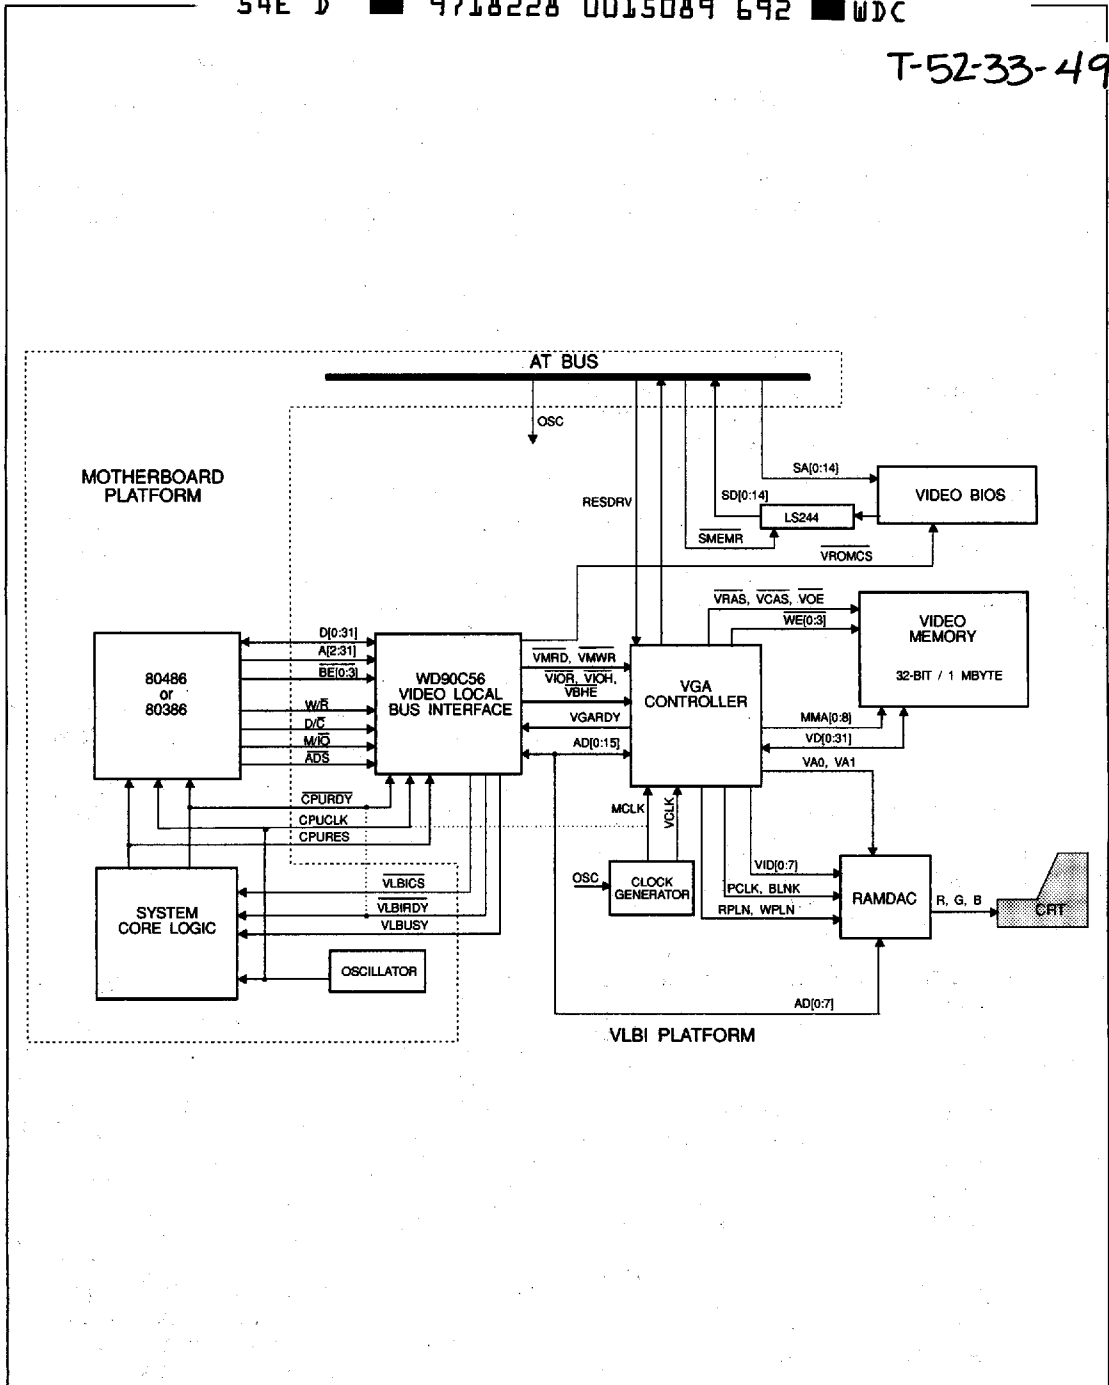 S4E D 9718228 0015089 692 WDC
T-52-33-49
AT BUS
OSC
MOTHERBOARD
PLATFORM
RESDRV
SA[0:14]
SD[0:14]
VIDEO BIOS
LS244
SMEMR
VROMCS
VRAS, VCAS, VOE
WE[0:3]
VIDEO
MEMORY
32-BIT / 1 MBYTE
80486
or
80386
D[0:31]
A[2:31]
BE[0:3]
W/R
D/C
M/IO
ADS
WD90C56
VIDEO LOCAL
BUS INTERFACE
VMRD, VMWR
VIOR, VIOH,
VBHE
VGARDY
AD[0:15]
VGA
CONTROLLER
MMA[0:8]
VD[0:31]
VA0, VA1
CPURDY
CPUCLK
CPURES
MCLK
VCLK
SYSTEM
CORE LOGIC
VLBICS
VLBIRDY
VLBUSY
OSCILLATOR
OSC
CLOCK
GENERATOR
VID[0:7]
PCLK, BLNK
RPLN, WPLN
RAMDAC
R, G, B
CRT
AD[0:7]
VLBI PLATFORM